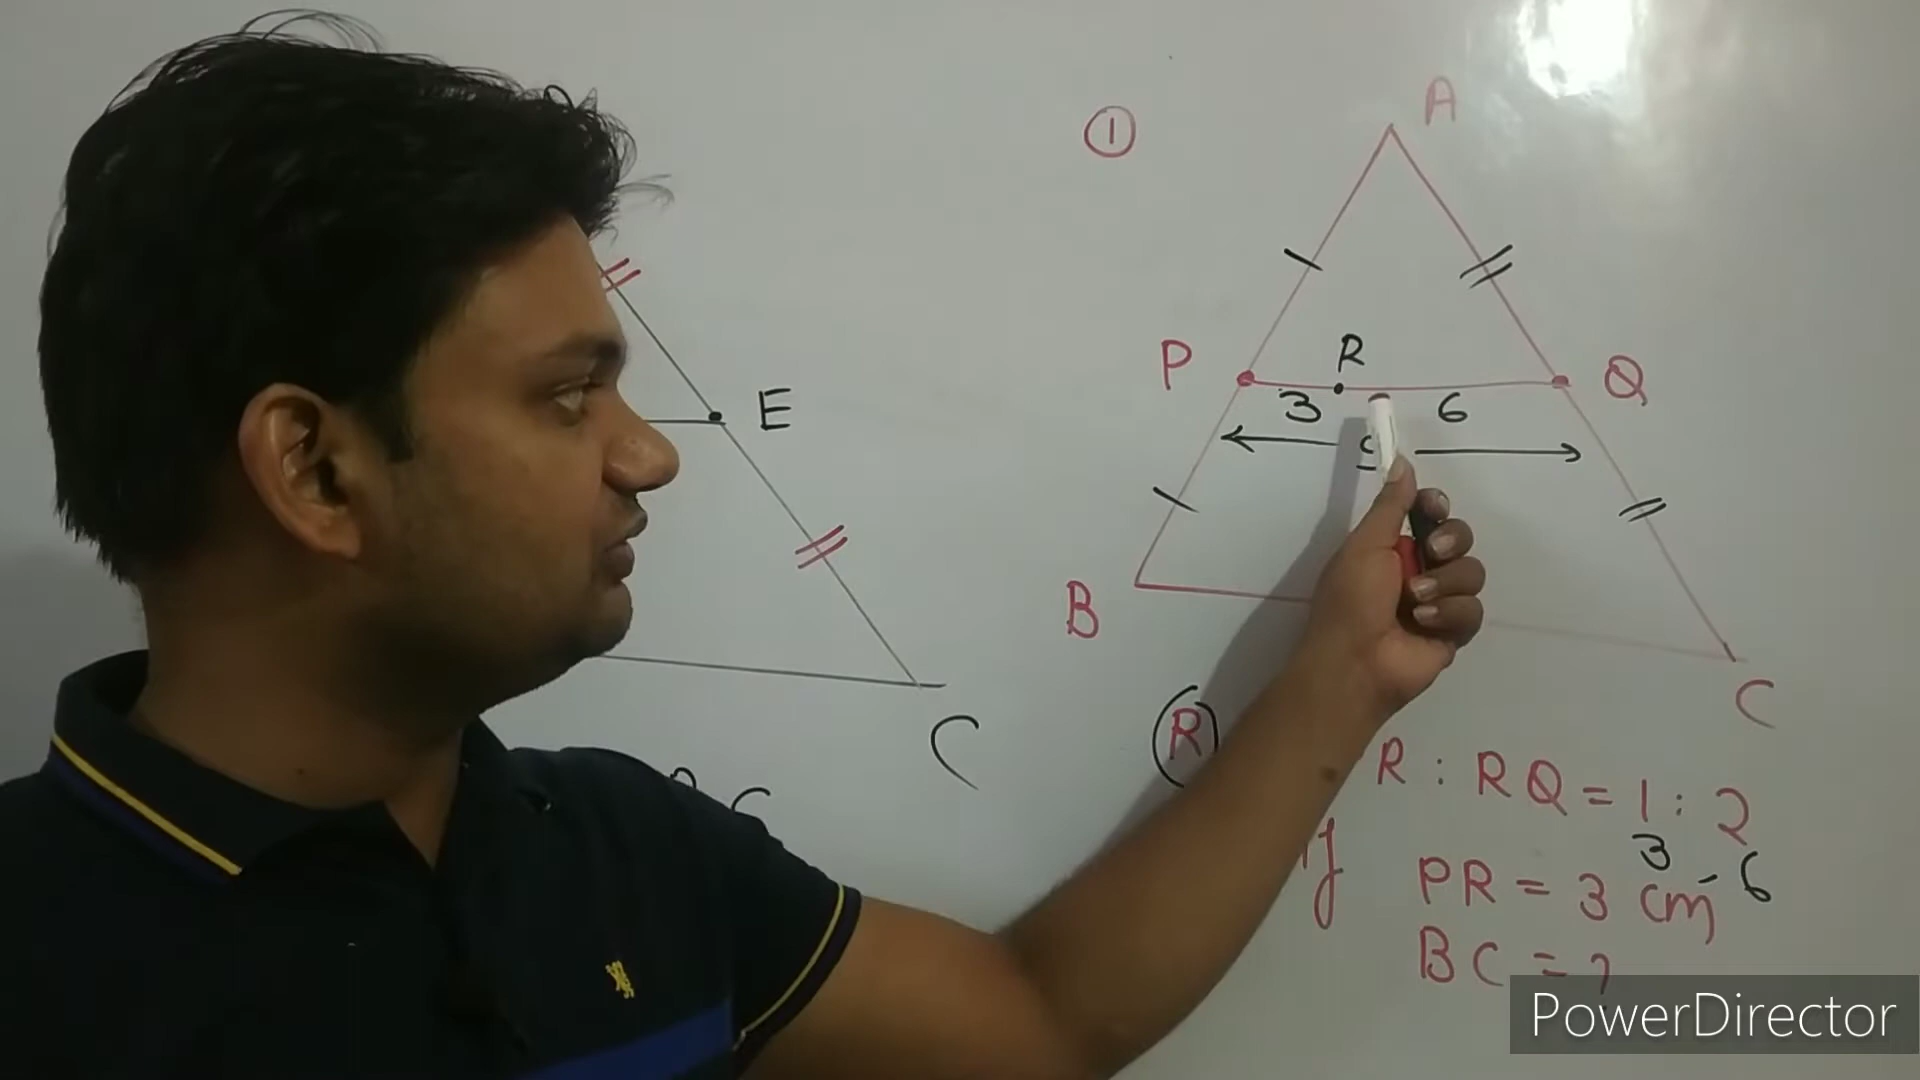 A
①
R
P
Q
3
6
E
B
C
C
(R)
R : RQ = 1 : 2
3 6
PR = 3 cm
BC = ?
PowerDirector